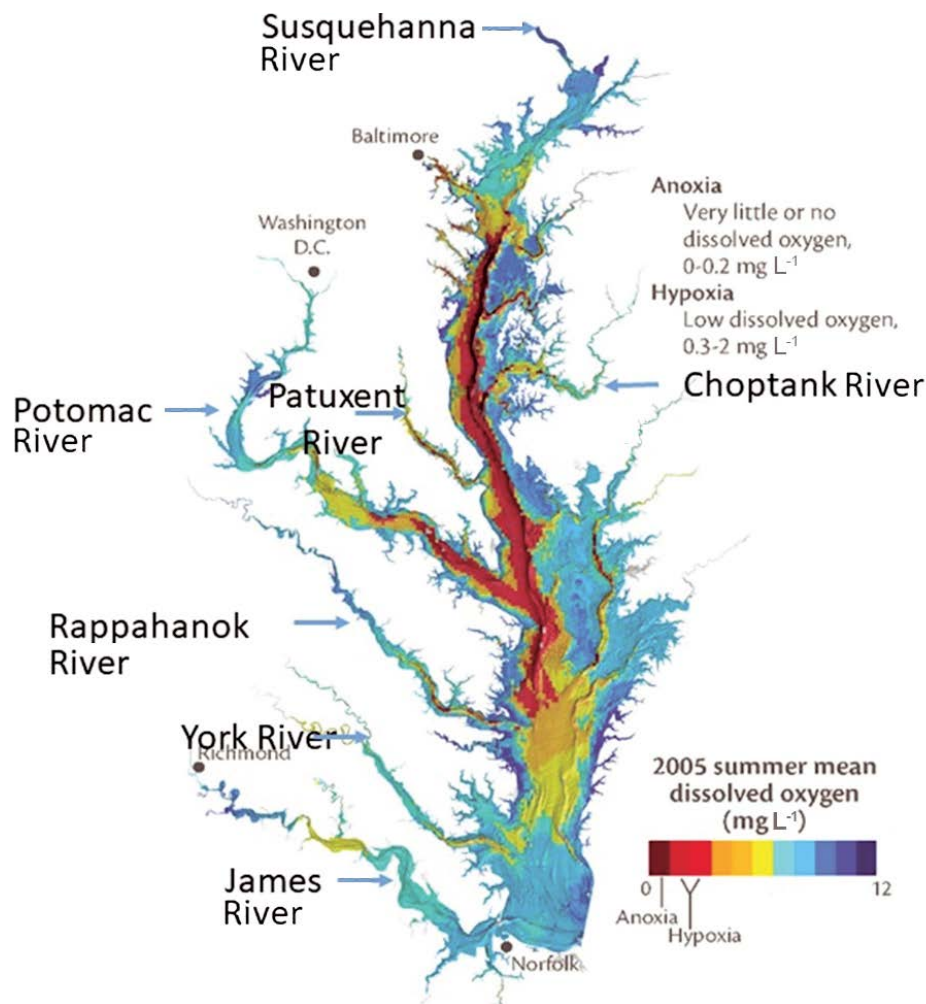 Susquehanna
River
Baltimore
Washington
D.C.
Anoxia
Very little or no
dissolved oxygen,
0-0.2 mg L-1
Hypoxia
Low dissolved oxygen,
0.3-2 mg L-1
Choptank River
Patuxent
River
Potomac
River
Rappahanok
River
York River
Richmond
James
River
Norfolk
2005 summer mean
dissolved oxygen
(mg L-1)
0
12
Anoxia
Hypoxia